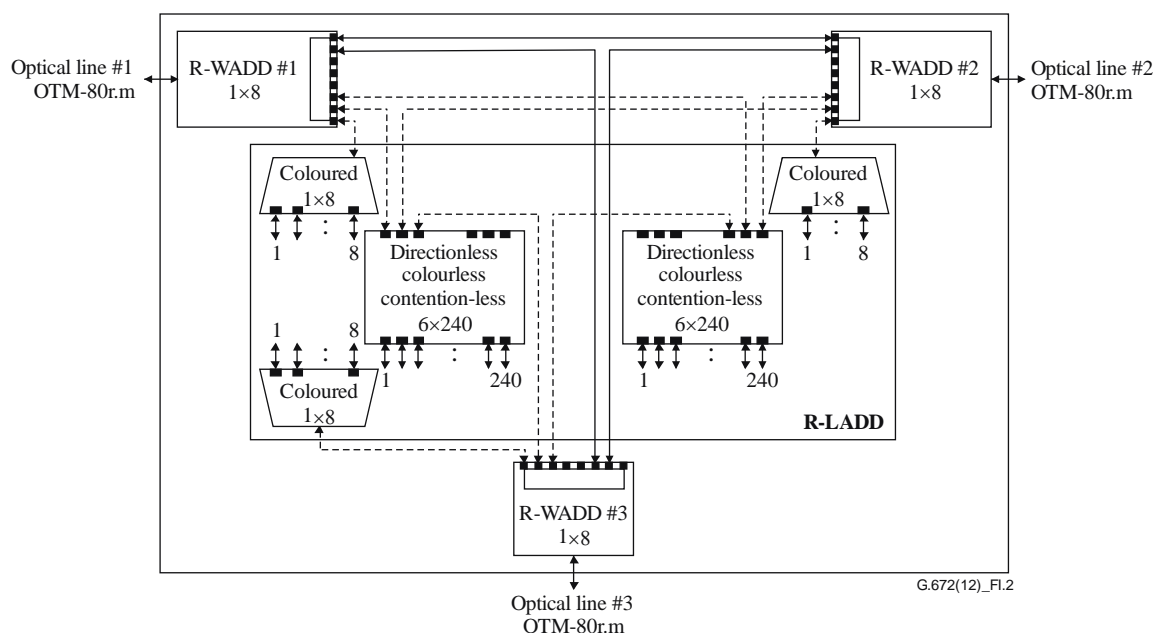 R-WADD #1
1×8
R-WADD #2
1×8
Optical line #1
OTM-80r.m
Optical line #2
OTM-80r.m
Coloured
1×8
Coloured
1×8
1
:
8
1
:
8
Directionless
colourless
contention-less
6×240
Directionless
colourless
contention-less
6×240
1
:
8
1
:
240
1
:
240
Coloured
1×8
R-LADD
R-WADD #3
1×8
G.672(12)_FI.2
Optical line #3
OTM-80r.m